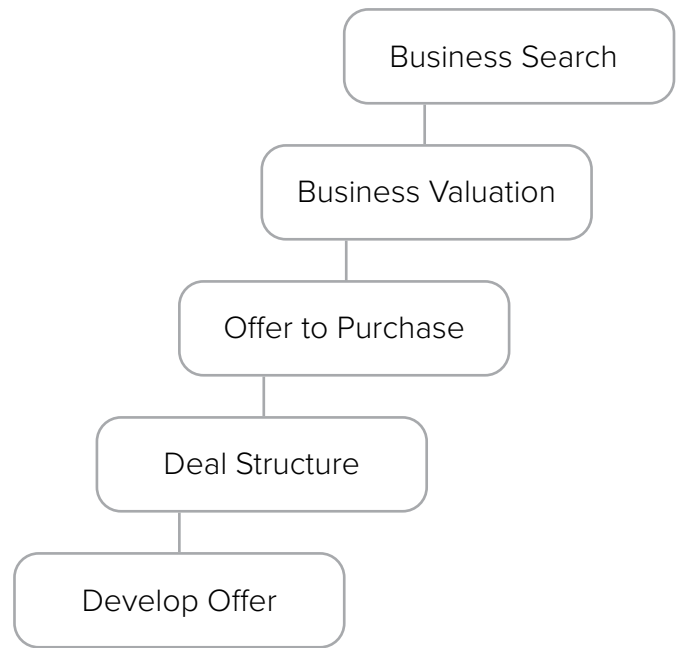 Business Search
Business Valuation
Offer to Purchase
Deal Structure
Develop Offer